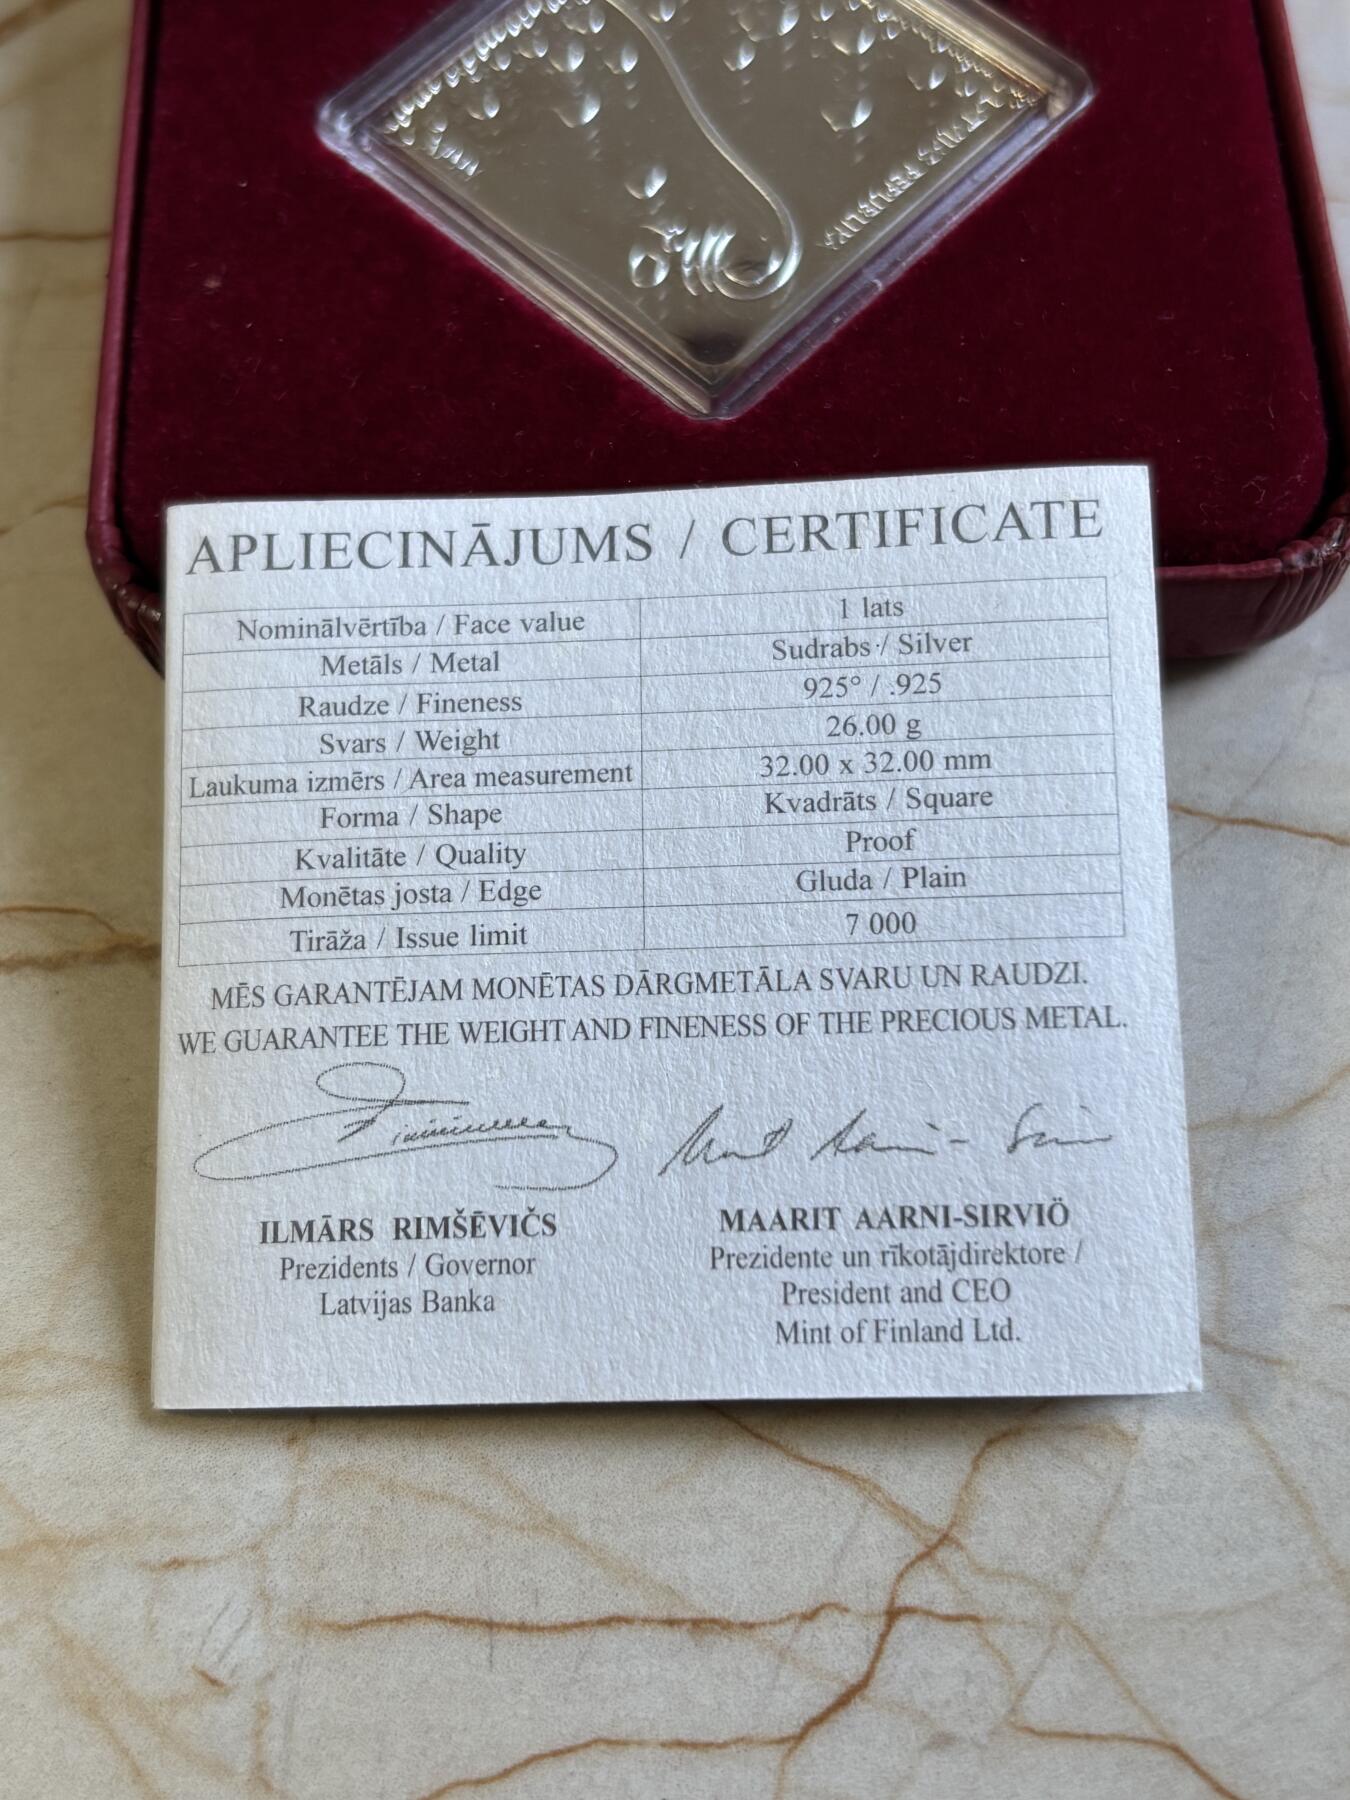 APLIECINĀJUMS / CERTIFICATE
Nominālvērtība / Face value 1 lats
Metāls / Metal Sudrabs / Silver
Raudze / Fineness 925° / .925
Svars / Weight 26.00 g
Laukuma izmērs / Area measurement 32.00 x 32.00 mm
Forma / Shape Kvadrāts / Square
Kvalitāte / Quality Proof
Monētas josta / Edge Gluda / Plain
Tirāža / Issue limit 7 000
MĒS GARANTĒJAM MONĒTAS DĀRGMETĀLA SVARU UN RAUDZI.
WE GUARANTEE THE WEIGHT AND FINENESS OF THE PRECIOUS METAL.
ILMĀRS RIMŠĒVIČS
Prezidents / Governor
Latvijas Banka
MAARIT AARNI-SIRVIÖ
Prezidente un rīkotājdirektore /
President and CEO
Mint of Finland Ltd.